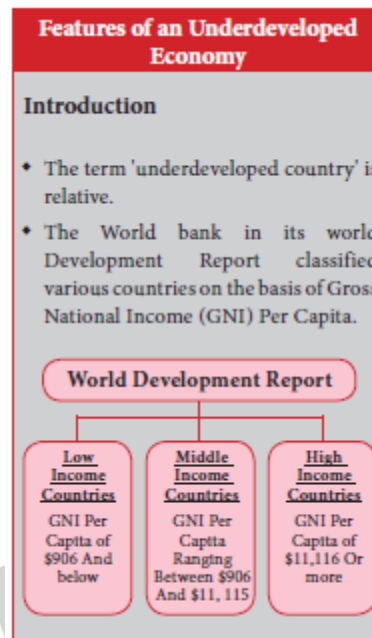 Features of an Underdeveloped
Economy
Introduction
◆ The term 'underdeveloped country' is
relative.
◆ The World bank in its world
Development Report classified
various countries on the basis of Gross
National Income (GNI) Per Capita.
World Development Report
Low
Income
Countries
GNI Per
Capita of
$906 And
below
Middle
Income
Countries
GNI Per
Capita
Ranging
Between $906
And $11, 115
High
Income
Countries
GNI Per
Capita of
$11,116 Or
more